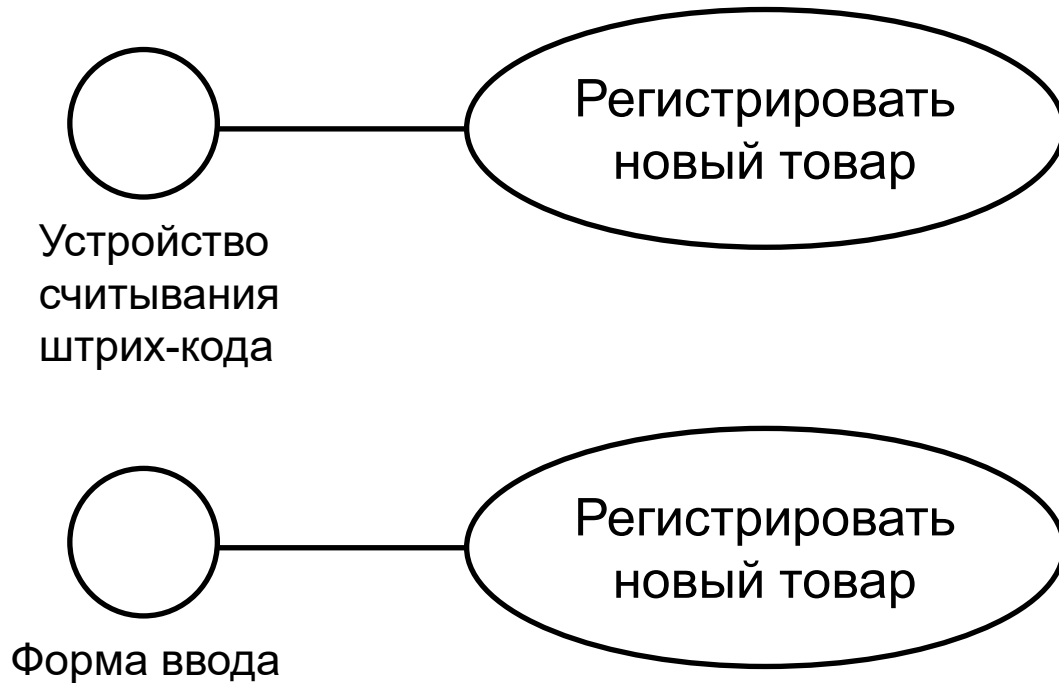 Регистрировать
новый товар
Устройство
считывания
штрих-кода
Регистрировать
новый товар
Форма ввода